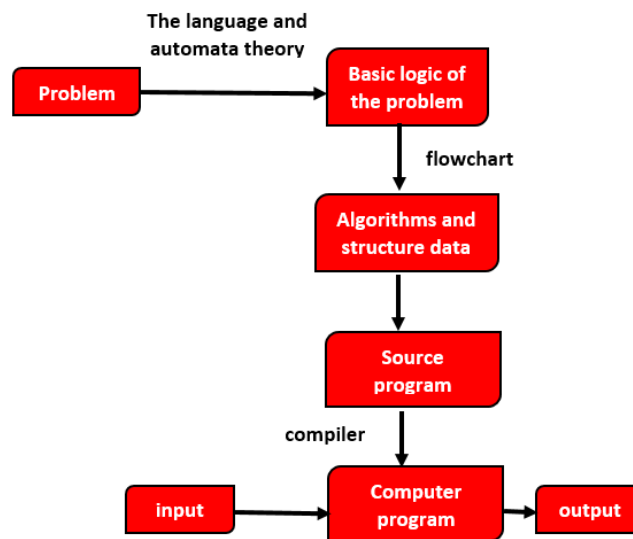 The language and
automata theory
Problem
Basic logic of
the problem
flowchart
Algorithms and
structure data
Source
program
compiler
input
Computer
program
output